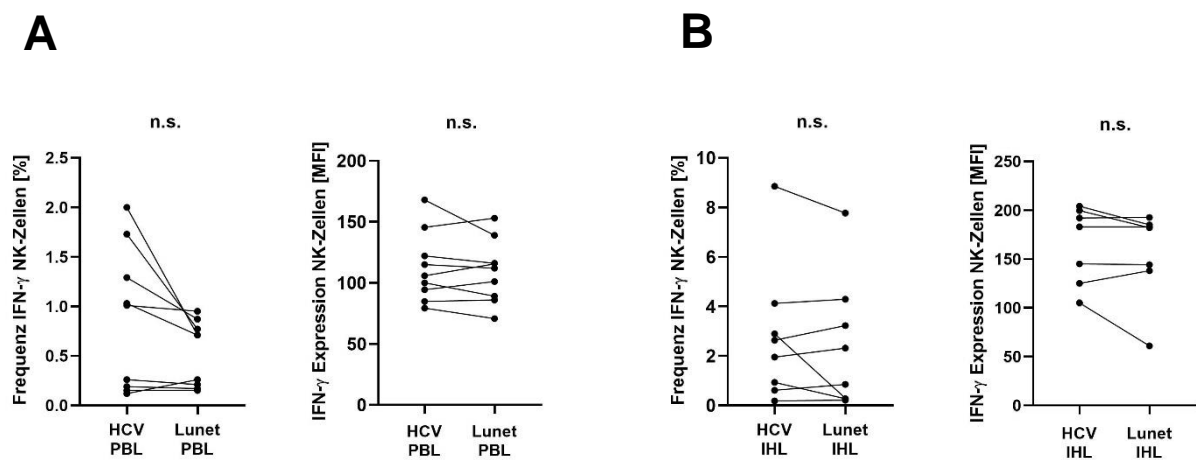 A
B
n.s.
Frequenz IFN-γ NK-Zellen [%]
2.5
2.0
1.5
1.0
0.5
0.0
HCV Lunet
PBL PBL
n.s.
IFN-γ Expression NK-Zellen [MFI]
200
150
100
50
0
HCV Lunet
PBL PBL
n.s.
Frequenz IFN-γ NK-Zellen [%]
10
8
6
4
2
0
HCV Lunet
IHL IHL
n.s.
IFN-γ Expression NK-Zellen [MFI]
250
200
150
100
50
0
HCV Lunet
IHL IHL